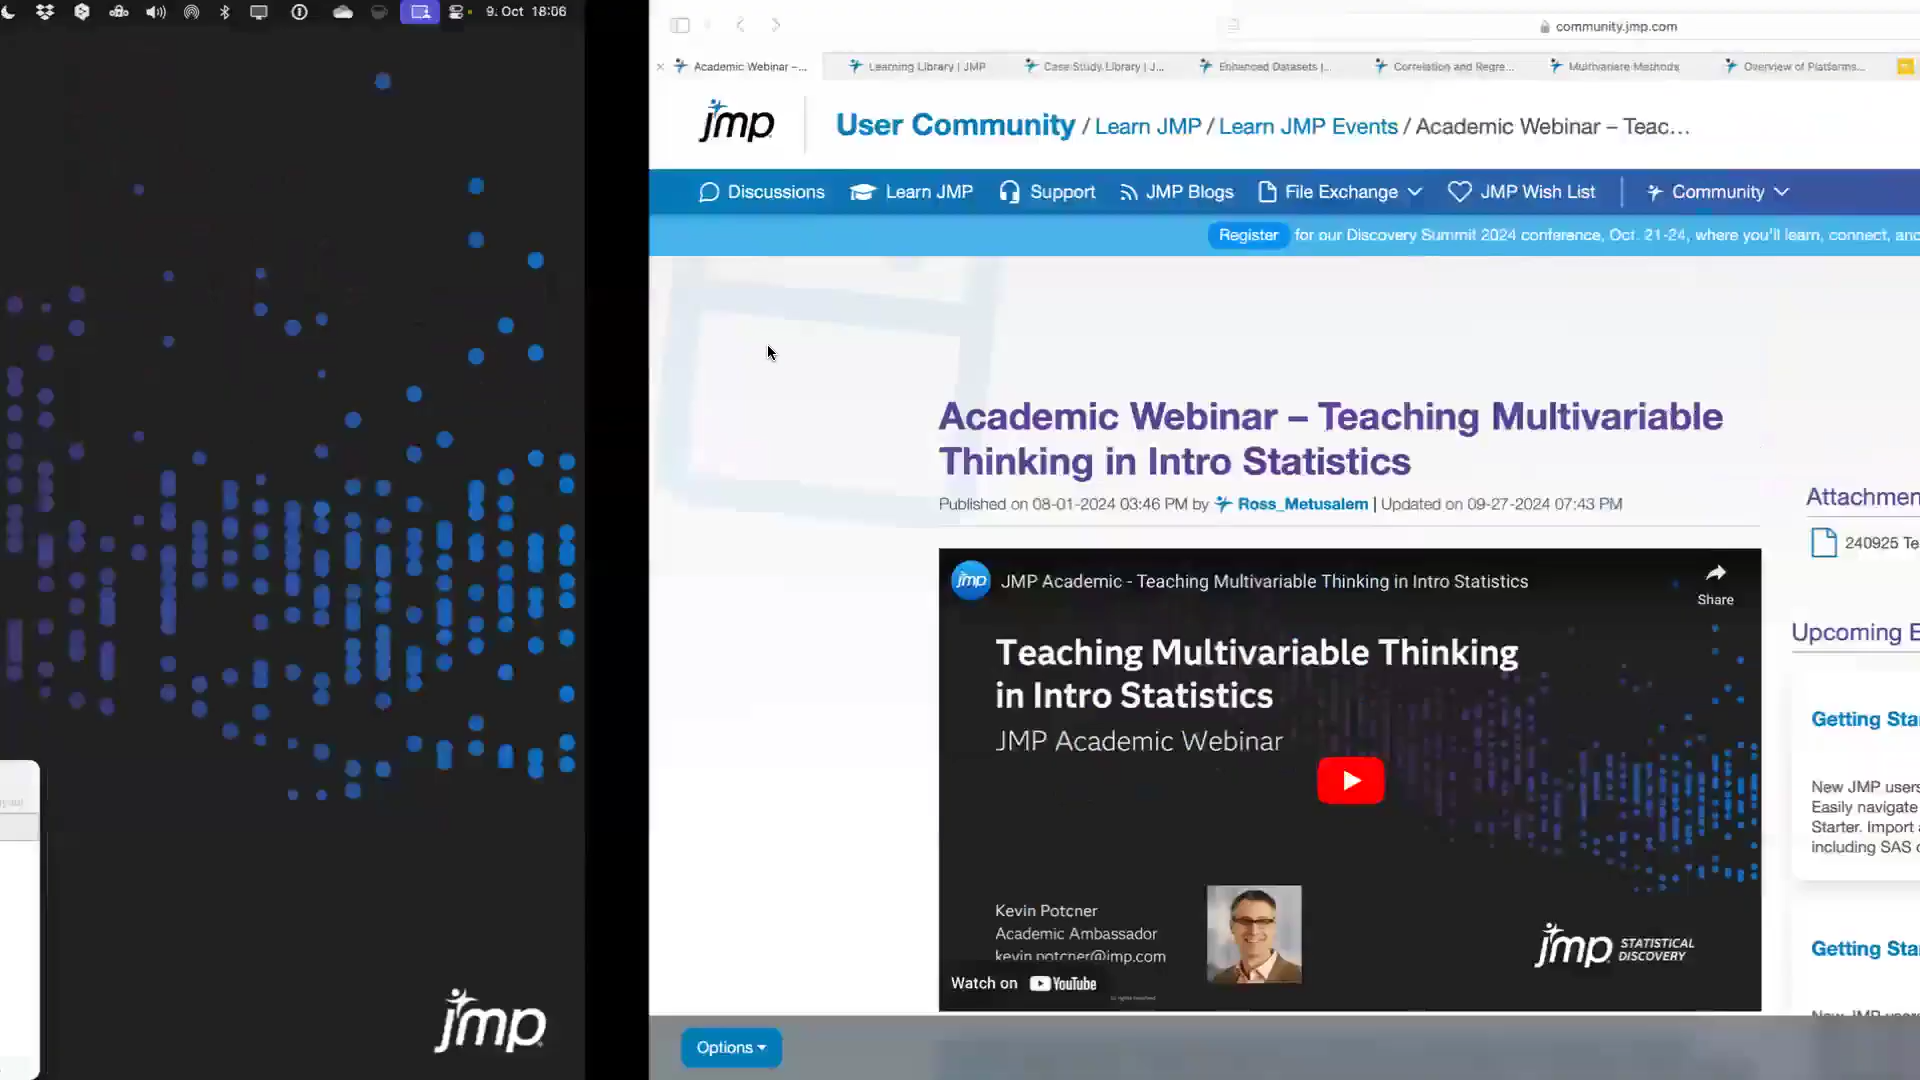 9. Oct 18:06
community.jmp.com
Academic Webinar –...
Learning Library | JMP
Case Study Library | J...
Enhanced Datasets |...
Correlation and Regre...
Multivariate Methods
Overview of Platforms...
jmp
User Community / Learn JMP / Learn JMP Events / Academic Webinar – Teac...
Discussions
Learn JMP
Support
JMP Blogs
File Exchange
JMP Wish List
Community
Register for our Discovery Summit 2024 conference, Oct. 21-24, where you'll learn, connect, and
Academic Webinar – Teaching Multivariable
Thinking in Intro Statistics
Published on 08-01-2024 03:46 PM by Ross_Metusalem | Updated on 09-27-2024 07:43 PM
Attachmen
240925 Te
jmp
JMP Academic - Teaching Multivariable Thinking in Intro Statistics
Share
Teaching Multivariable Thinking
in Intro Statistics
JMP Academic Webinar
Kevin Potcner
Academic Ambassador
kevin.potcner@jmp.com
Watch on YouTube
jmp STATISTICAL
DISCOVERY
Upcoming E
Getting Sta
New JMP users
Easily navigate
Starter. Import a
including SAS
Getting Sta
New JMP users
Options
jmp